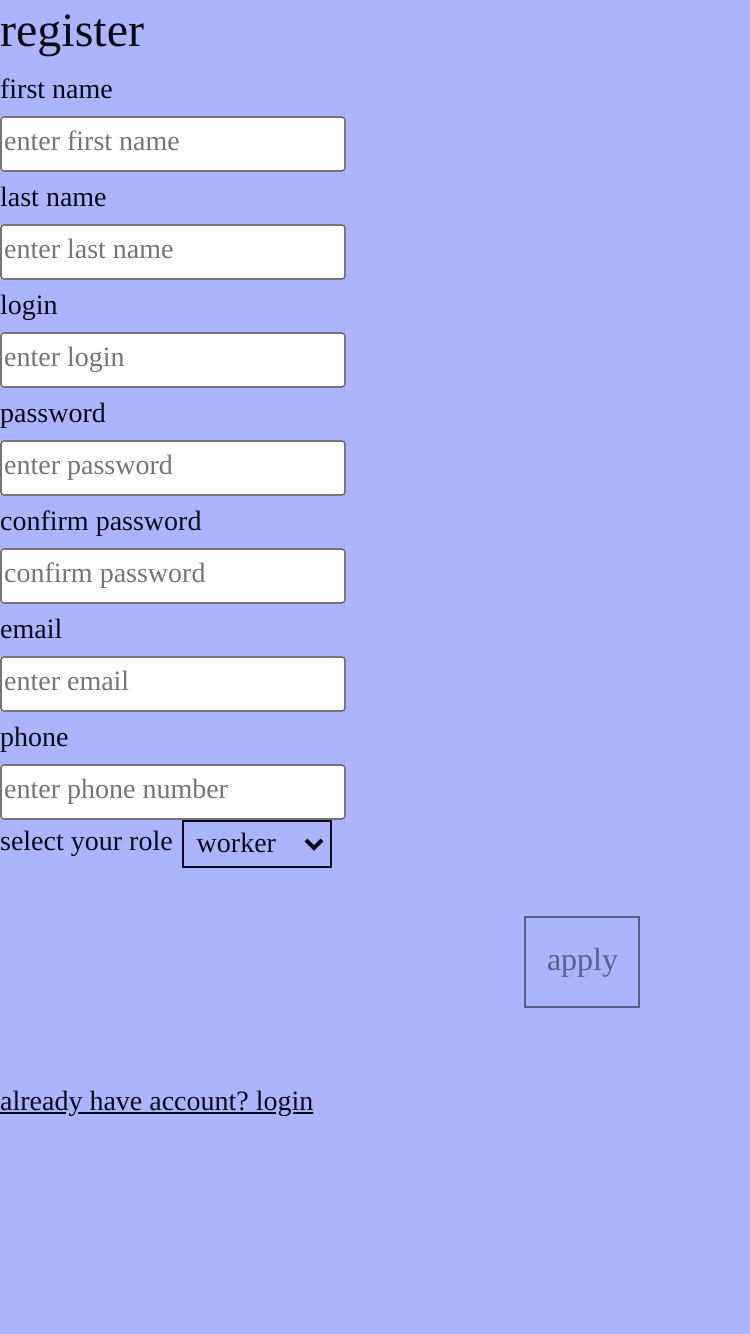 register
first name
enter first name
last name
enter last name
login
enter login
password
enter password
confirm password
confirm password
email
enter email
phone
enter phone number
select your role worker
apply
already have account? login